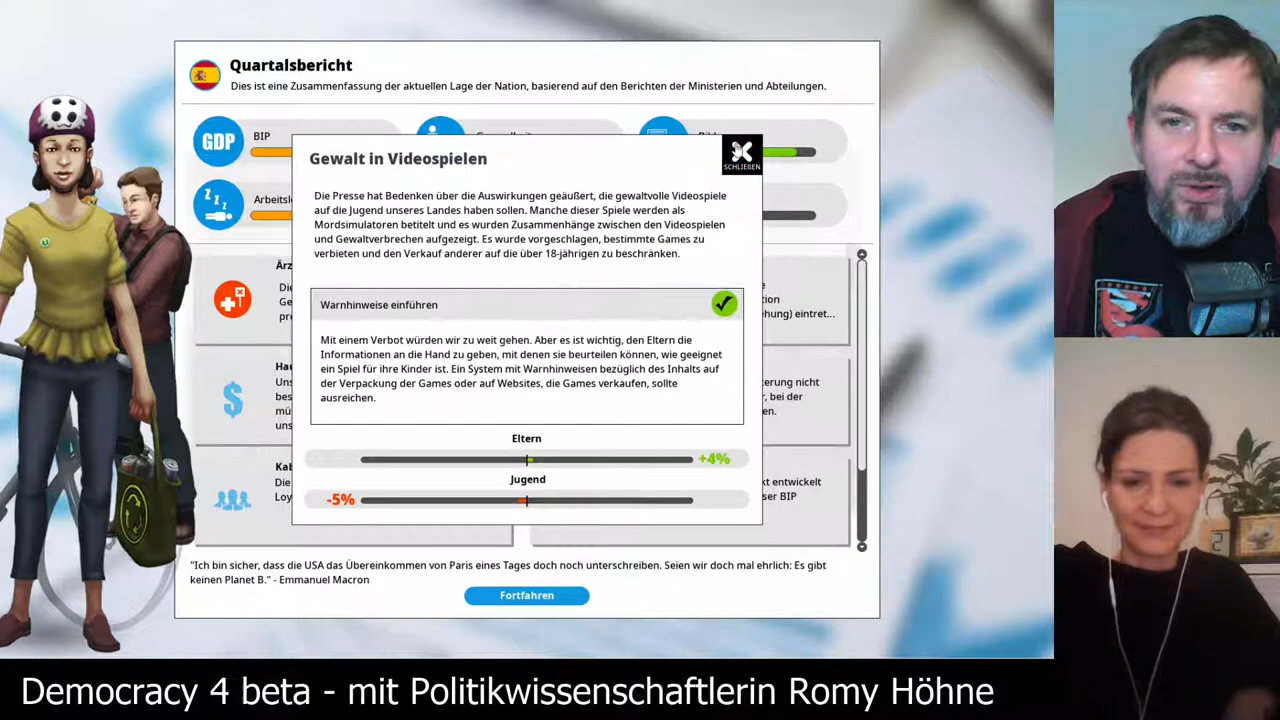 Quartalsbericht
Dies ist eine Zusammenfassung der aktuellen Lage der Nation, basierend auf den Berichten der Ministerien und Abteilungen.
GDP
BIP
Gewalt in Videospielen
SCHLIEßEN
Die Presse hat Bedenken über die Auswirkungen geäußert, die gewaltvolle Videospiele
auf die Jugend unseres Landes haben sollen. Manche dieser Spiele werden als
Mordsimulatoren betitelt und es wurden Zusammenhänge zwischen den Videospielen
und Gewaltverbrechen aufgezeigt. Es wurde vorgeschlagen, bestimmte Games zu
verbieten und den Verkauf anderer auf die über 18-jährigen zu beschränken.
Warnhinweise einführen
Mit einem Verbot würden wir zu weit gehen. Aber es ist wichtig, den Eltern die
Informationen an die Hand zu geben, mit denen sie beurteilen können, wie geeignet
ein Spiel für ihre Kinder ist. Ein System mit Warnhinweisen bezüglich des Inhalts auf
der Verpackung der Games oder auf Websites, die Games verkaufen, sollte
ausreichen.
Eltern
+4%
Jugend
-5%
"Ich bin sicher, dass die USA das Übereinkommen von Paris eines Tages doch noch unterschreiben. Seien wir doch mal ehrlich: Es gibt
keinen Planet B." - Emmanuel Macron
Fortfahren
Democracy 4 beta - mit Politikwissenschaftlerin Romy Höhne